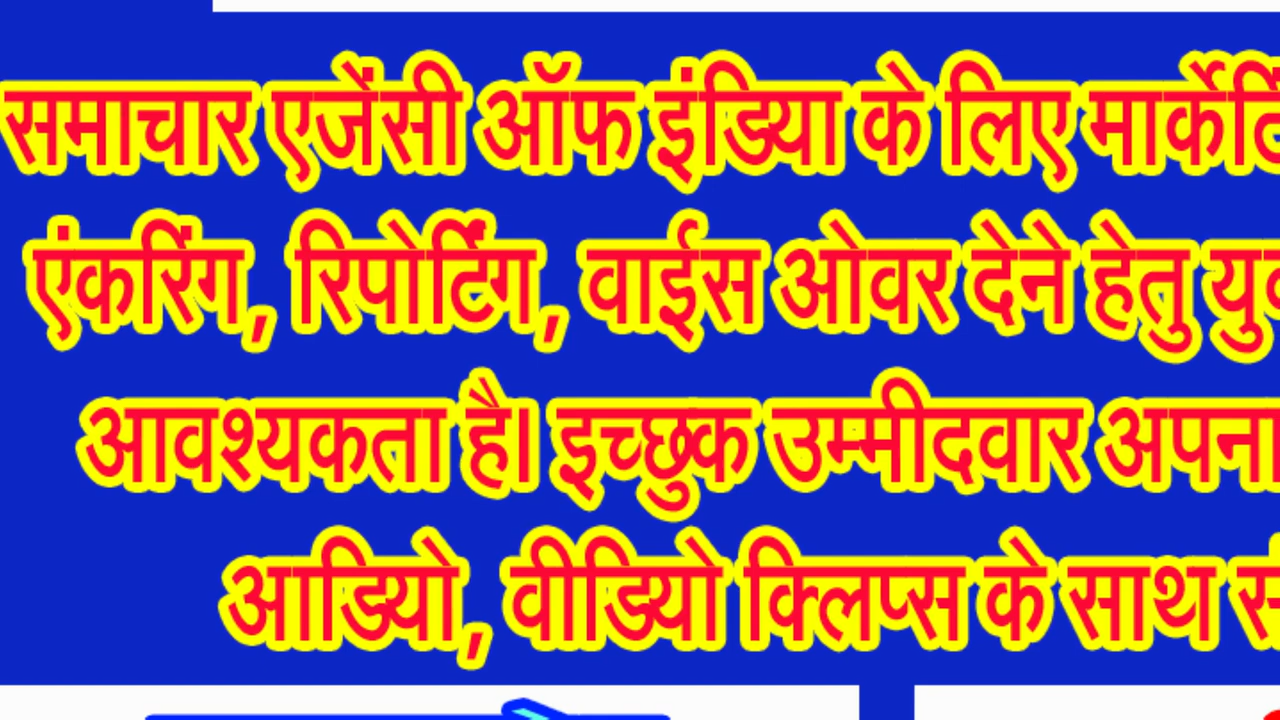 समाचार एजेंसी ऑफ इंडिया के लिए
एंकरिंग, रिपोर्टिंग, वाईस ओवर देने हेतु
आवश्यकता है। इच्छुक उम्मीदवार अपना
आडियो, वीडियो क्लिप्स के साथ